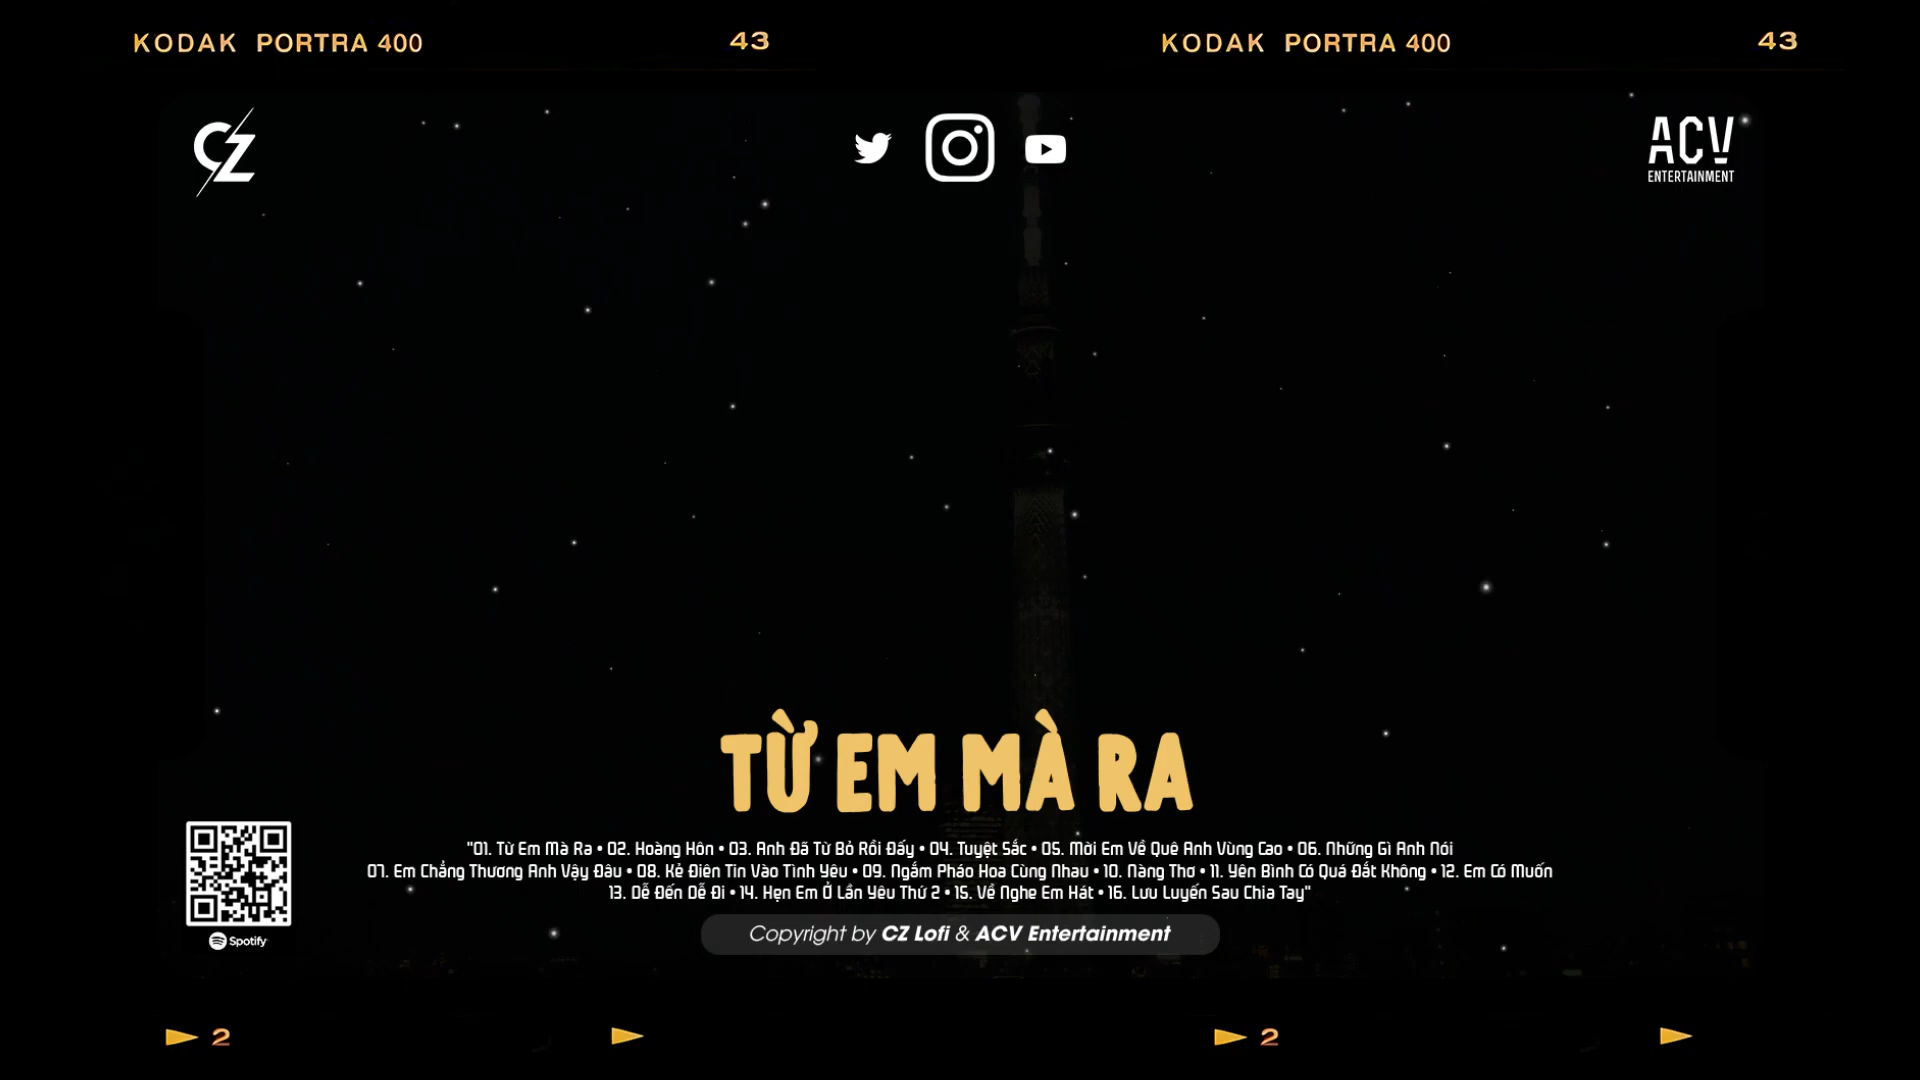 KODAK PORTRA 400 43 KODAK PORTRA 400 43
CZ
ACV
ENTERTAINMENT
TỪ EM MÀ RA
"01. Từ Em Mà Ra • 02. Hoàng Hôn • 03. Anh Đã Từ Bỏ Rồi Đấy • 04. Tuyệt Sắc • 05. Mời Em Về Quê Anh Vùng Cao • 06. Những Gì Anh Nói
07. Em Chẳng Thương Anh Vậy Đâu • 08. Kẻ Điên Tin Vào Tình Yêu • 09. Ngắm Pháo Hoa Cùng Nhau • 10. Nàng Thơ • 11. Yên Bình Có Quá Đắt Không • 12. Em Có Muốn
13. Dễ Đến Dễ Đi • 14. Hẹn Em Ở Lần Yêu Thứ 2 • 15. Về Nghe Em Hát • 16. Lưu Luyến Sau Chia Tay"
Spotify
Copyright by CZ Lofi & ACV Entertainment
2 2